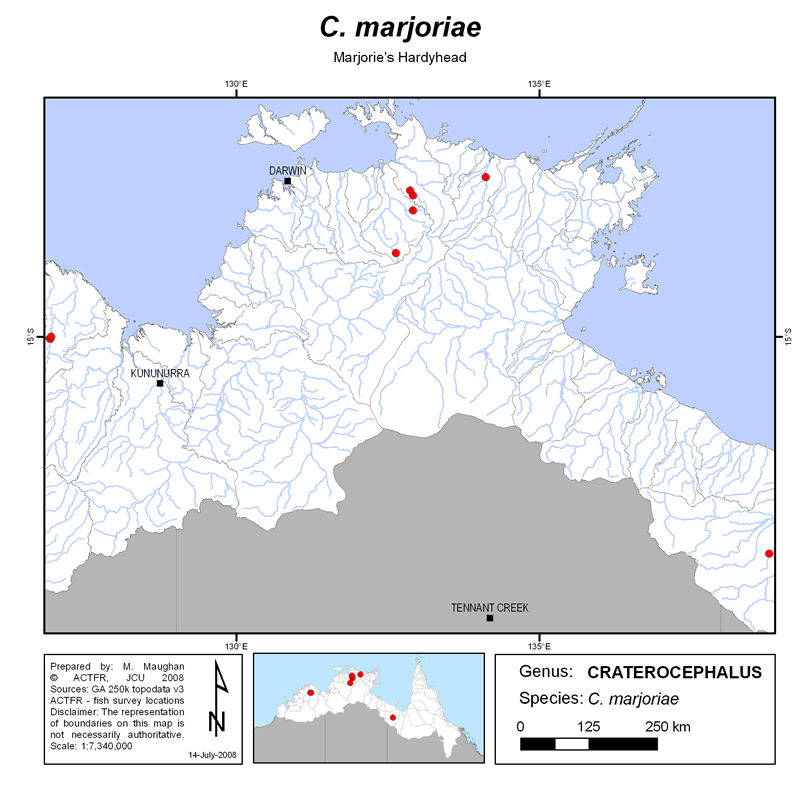 C. marjoriae
Marjorie's Hardyhead
130°E 135°E
DARWIN
15°S 15°S
KUNUNURRA
TENNANT CREEK
130°E 135°E
Prepared by: M. Maughan
© ACTFR, JCU 2008
Sources: GA 250k topodata v3
ACTFR - fish survey locations
Disclaimer: The representation
of boundaries on this map is
not necessarily authoritative.
Scale: 1:7,340,000
14-July-2008
N
Genus: CRATEROCEPHALUS
Species: C. marjoriae
0 125 250 km